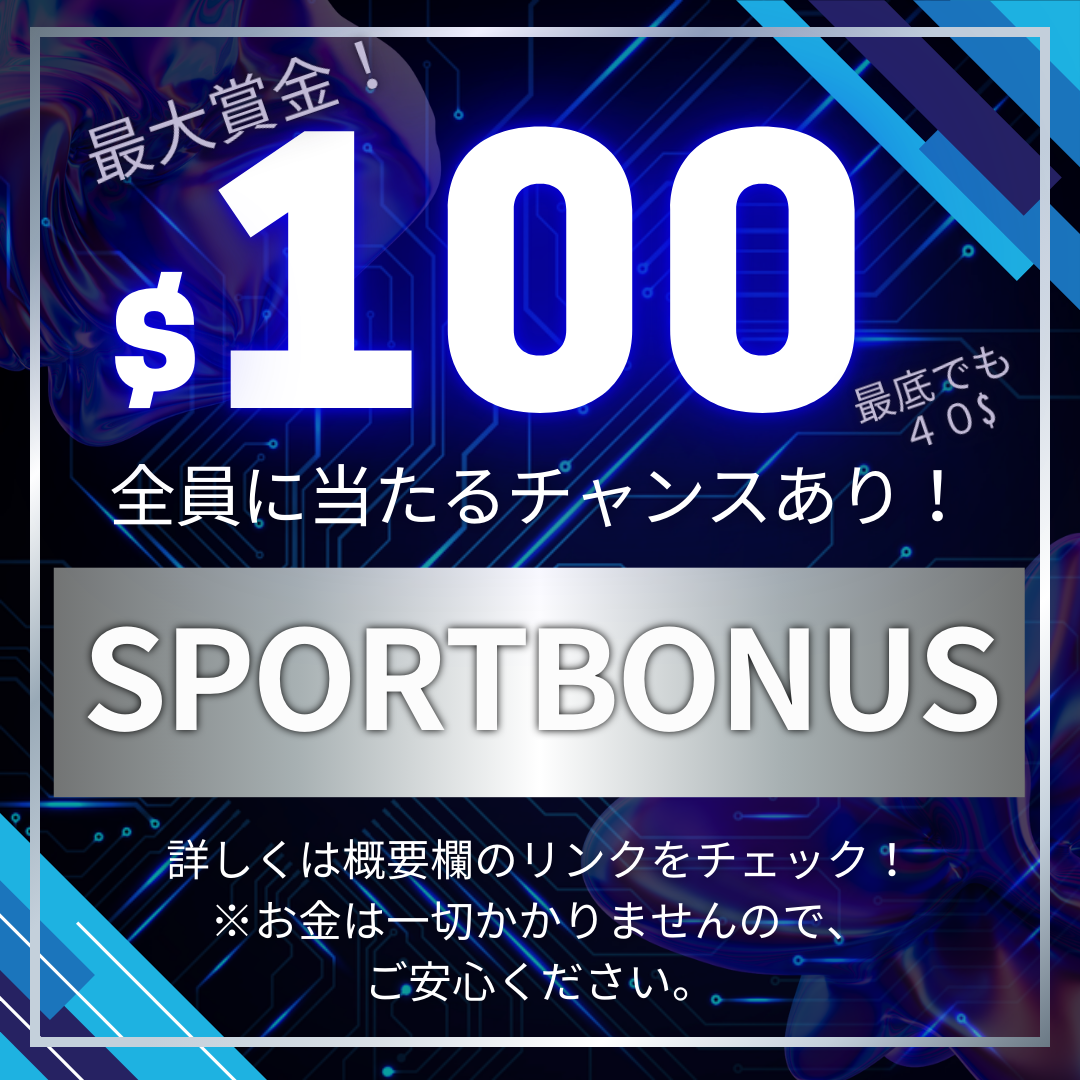 最大賞金！
$100
最底でも
４０$
全員に当たるチャンスあり！
SPORTBONUS
詳しくは概要欄のリンクをチェック！
※お金は一切かかりませんので、
ご安心ください。